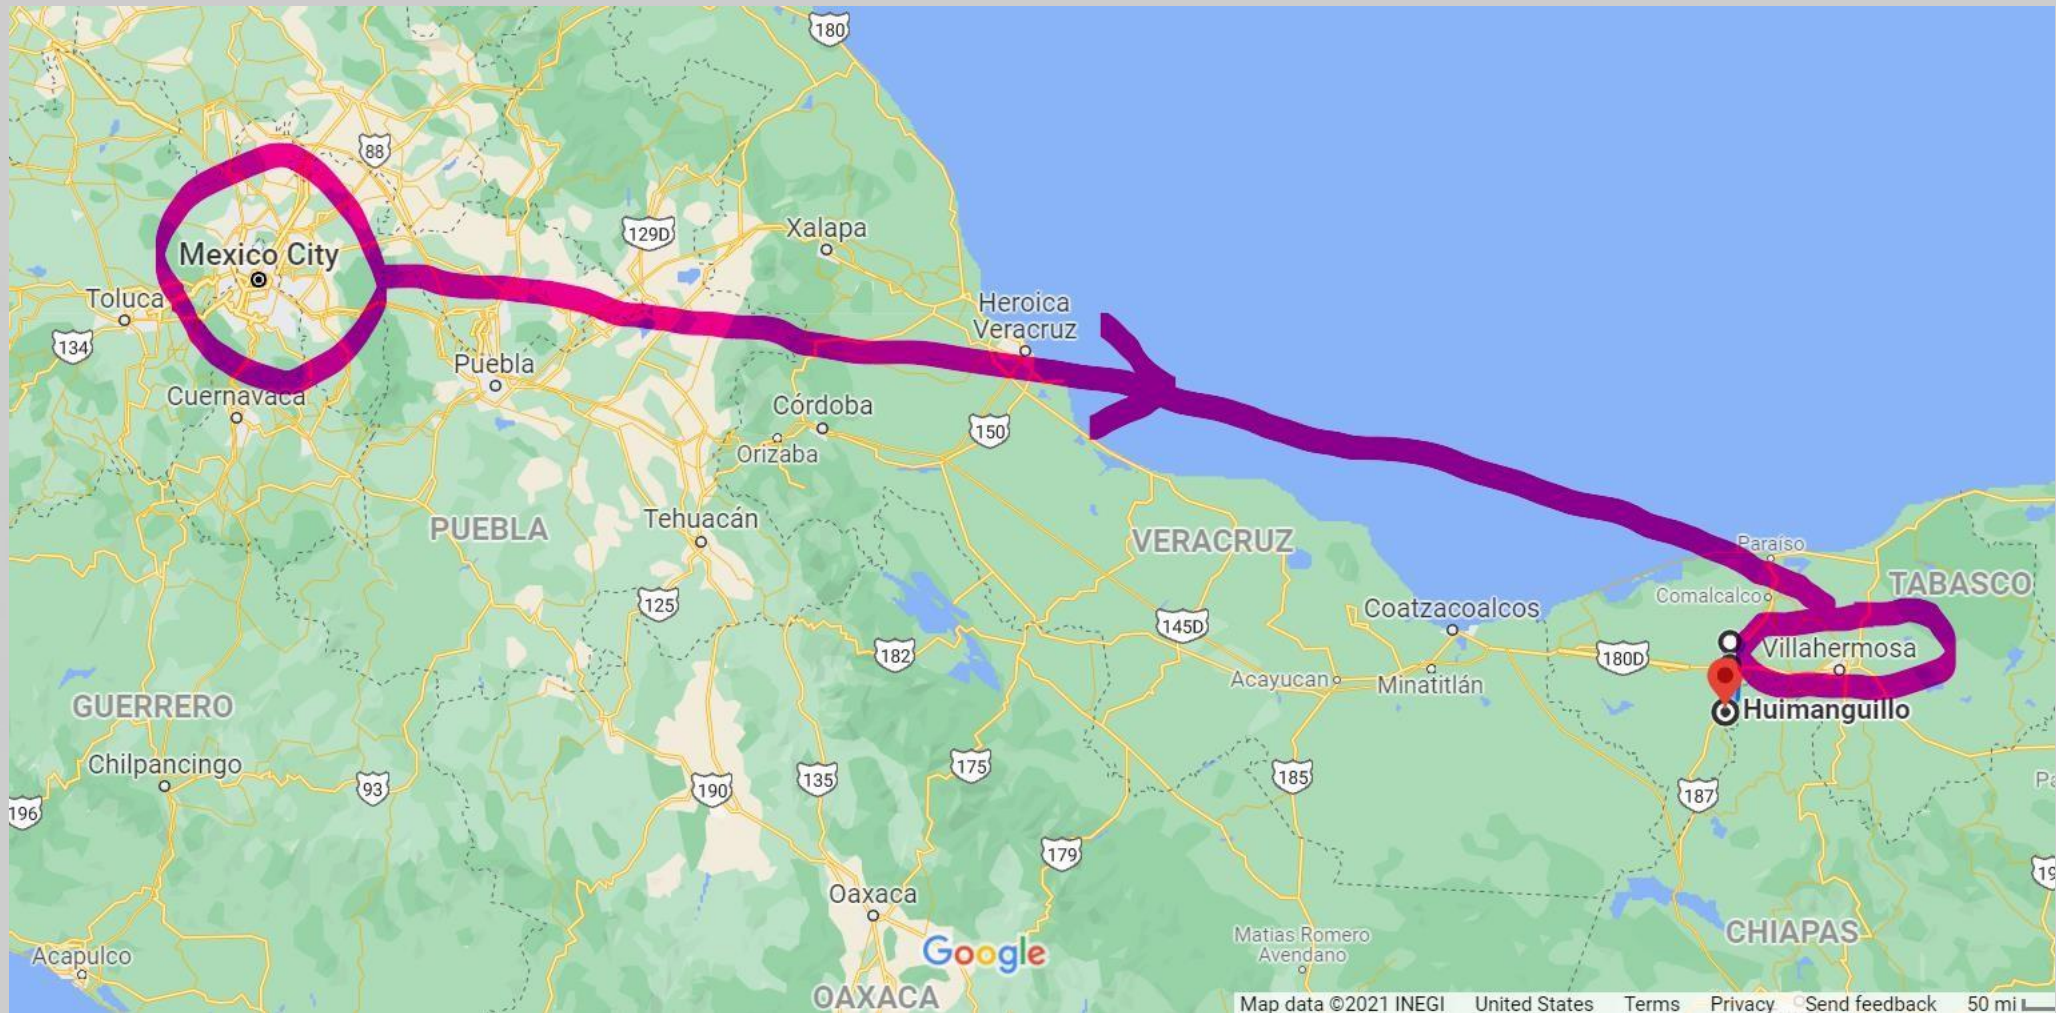 180
88
129D
Xalapa
Mexico City
Toluca
Heroica
Veracruz
134
Puebla
Cuernavaca
Córdoba
150
Orizaba
Tehuacán
PUEBLA
VERACRUZ
Paraíso
TABASCO
Comalcalco
125
Coatzacoalcos
145D
182
180D
Villahermosa
Acayucan
Minatitlán
GUERRERO
Huimanguillo
Chilpancingo
175
135
185
190
93
187
196
179
Oaxaca
CHIAPAS
Matias Romero
Avendano
Acapulco
Google
OAXACA
Map data ©2021 INEGI United States Terms Privacy Send feedback 50 mi